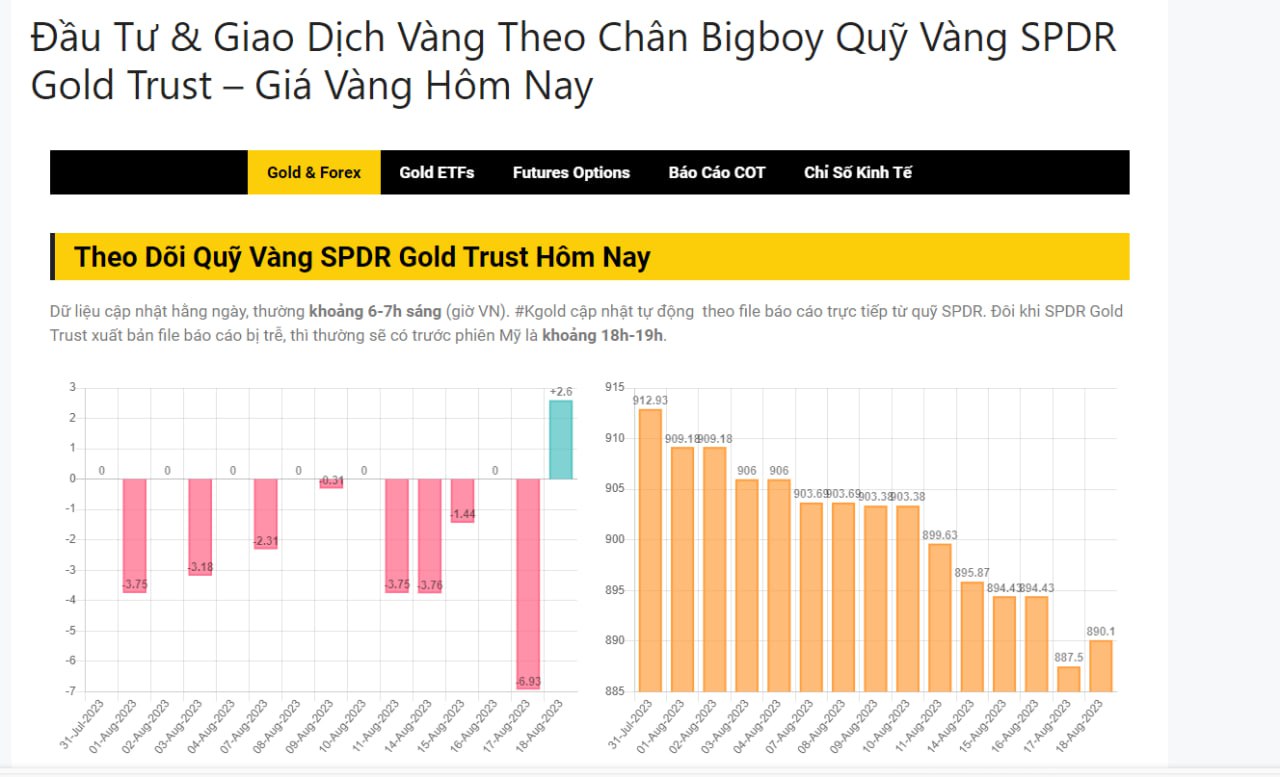 Đầu Tư & Giao Dịch Vàng Theo Chân Bigboy Quỹ Vàng SPDR
Gold Trust – Giá Vàng Hôm Nay
Gold & Forex Gold ETFs Futures Options Báo Cáo COT Chỉ Số Kinh Tế
Theo Dõi Quỹ Vàng SPDR Gold Trust Hôm Nay
Dữ liệu cập nhật hằng ngày, thường khoảng 6-7h sáng (giờ VN). #Kgold cập nhật tự động theo file báo cáo trực tiếp từ quỹ SPDR. Đôi khi SPDR Gold
Trust xuất bản file báo cáo bị trễ, thì thường sẽ có trước phiên Mỹ là khoảng 18h-19h.
3
2
1
0
-1
-2
-3
-4
-5
-6
-7
0 -3.75 0 -3.18 0 -2.31 0 -0.31 0 -3.75 -3.76 -1.44 0 -6.93 +2.6
31-Jul-2023 01-Aug-2023 02-Aug-2023 03-Aug-2023 04-Aug-2023 07-Aug-2023 08-Aug-2023 09-Aug-2023 10-Aug-2023 11-Aug-2023 14-Aug-2023 15-Aug-2023 16-Aug-2023 17-Aug-2023 18-Aug-2023
915
910
905
900
895
890
885
912.93 909.18 909.18 906 906 903.69 903.69 903.38 903.38 899.63 895.87 894.43 894.43 887.5 890.1
31-Jul-2023 01-Aug-2023 02-Aug-2023 03-Aug-2023 04-Aug-2023 07-Aug-2023 08-Aug-2023 09-Aug-2023 10-Aug-2023 11-Aug-2023 14-Aug-2023 15-Aug-2023 16-Aug-2023 17-Aug-2023 18-Aug-2023